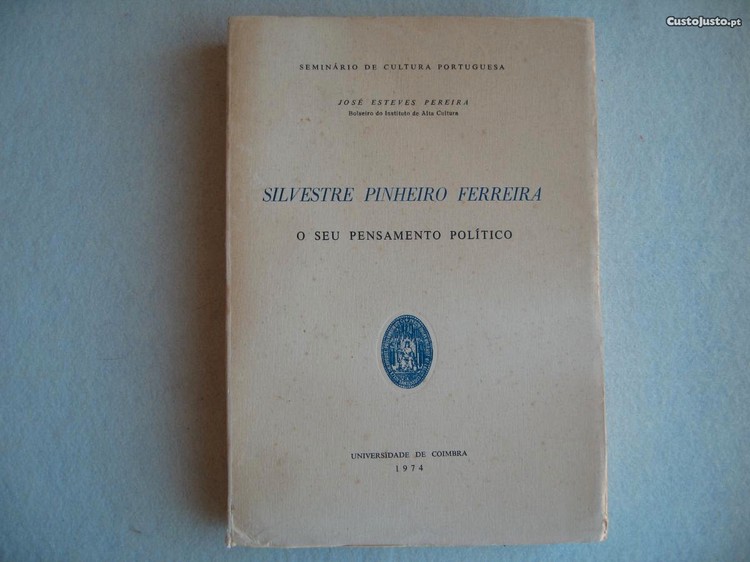 CustoJusto.pt
SEMINÁRIO DE CULTURA PORTUGUESA
JOSÉ ESTEVES PEREIRA
Bolseiro do Instituto de Alta Cultura
SILVESTRE PINHEIRO FERREIRA
O SEU PENSAMENTO POLÍTICO
UNIVERSIDADE DE COIMBRA
1974